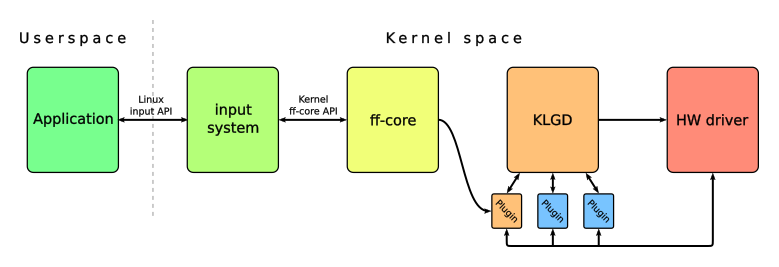 Userspace
Kernel space
Application
Linux
input API
input
system
Kernel
ff-core API
ff-core
KLGD
HW driver
Plugin
Plugin
Plugin